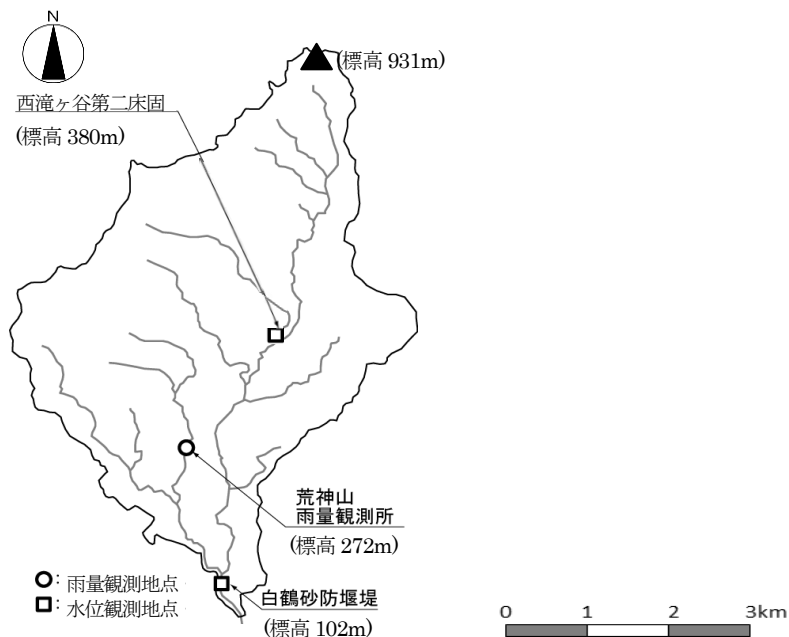 N
(標高 931m)
西滝ヶ谷第二床固
(標高 380m)
荒神山
雨量観測所
(標高 272m)
○: 雨量観測地点
□: 水位観測地点
白鶴砂防堰堤
(標高 102m)
0 1 2 3km